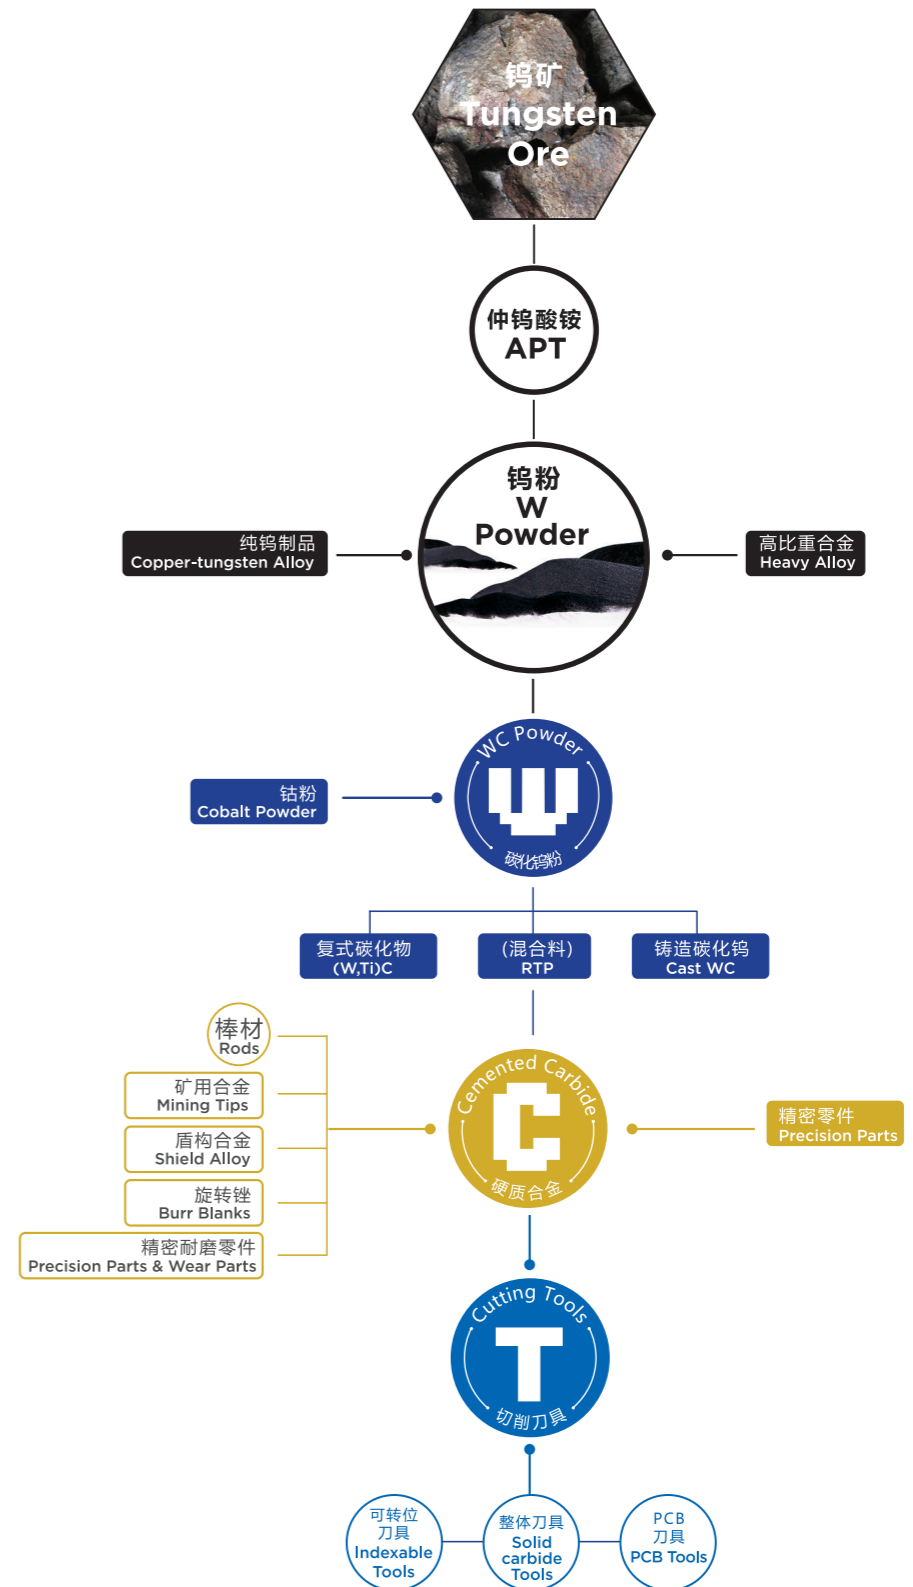 钨矿
Tungsten
Ore
仲钨酸铵
APT
钨粉
W
Powder
纯钨制品
Copper-tungsten Alloy
高比重合金
Heavy Alloy
WC Powder
碳化钨粉
钴粉
Cobalt Powder
复式碳化物
(W,Ti)C
(混合料)
RTP
铸造碳化钨
Cast WC
棒材
Rods
矿用合金
Mining Tips
盾构合金
Shield Alloy
旋转锉
Burr Blanks
精密耐磨零件
Precision Parts & Wear Parts
Cemented Carbide
C
硬质合金
精密零件
Precision Parts
Cutting Tools
T
切削刀具
可转位
刀具
Indexable
Tools
整体刀具
Solid
carbide
Tools
PCB
刀具
PCB Tools